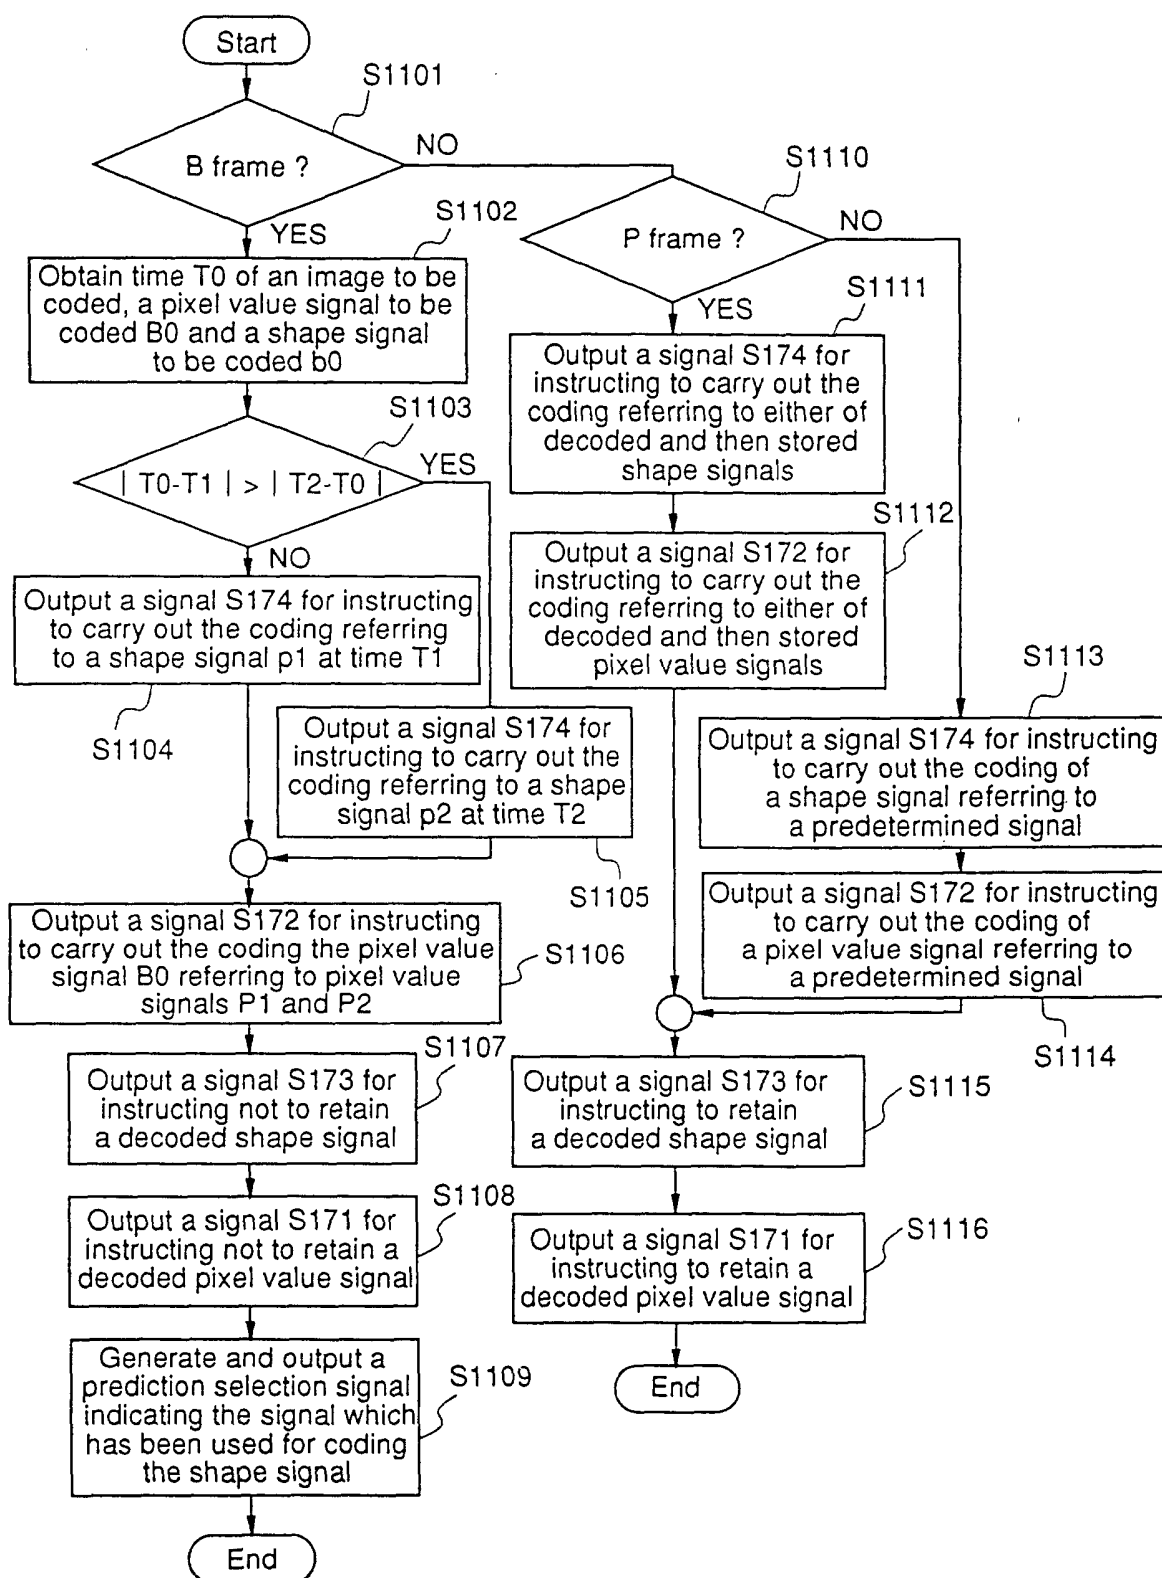 Start
S1101
B frame ?
NO
YES
S1102
Obtain time T0 of an image to be
coded, a pixel value signal to be
coded B0 and a shape signal
to be coded b0
S1103
| T0-T1 | > | T2-T0 |
YES
NO
Output a signal S174 for instructing
to carry out the coding referring
to a shape signal p1 at time T1
S1104
Output a signal S174 for
instructing to carry out the
coding referring to a shape
signal p2 at time T2
S1105
Output a signal S172 for instructing
to carry out the coding the pixel value
signal B0 referring to pixel value
signals P1 and P2
S1106
S1107
Output a signal S173 for
instructing not to retain
a decoded shape signal
S1108
Output a signal S171 for
instructing not to retain a
decoded pixel value signal
Generate and output a
prediction selection signal
indicating the signal which
has been used for coding
the shape signal
S1109
End
S1110
P frame ?
NO
YES
S1111
Output a signal S174 for
instructing to carry out the
coding referring to either of
decoded and then stored
shape signals
S1112
Output a signal S172 for
instructing to carry out the
coding referring to either of
decoded and then stored
pixel value signals
S1113
Output a signal S174 for instructing
to carry out the coding of
a shape signal referring to
a predetermined signal
Output a signal S172 for instructing
to carry out the coding of
a pixel value signal referring to
a predetermined signal
S1114
Output a signal S173 for
instructing to retain
a decoded shape signal
S1115
Output a signal S171 for
instructing to retain a
decoded pixel value signal
S1116
End